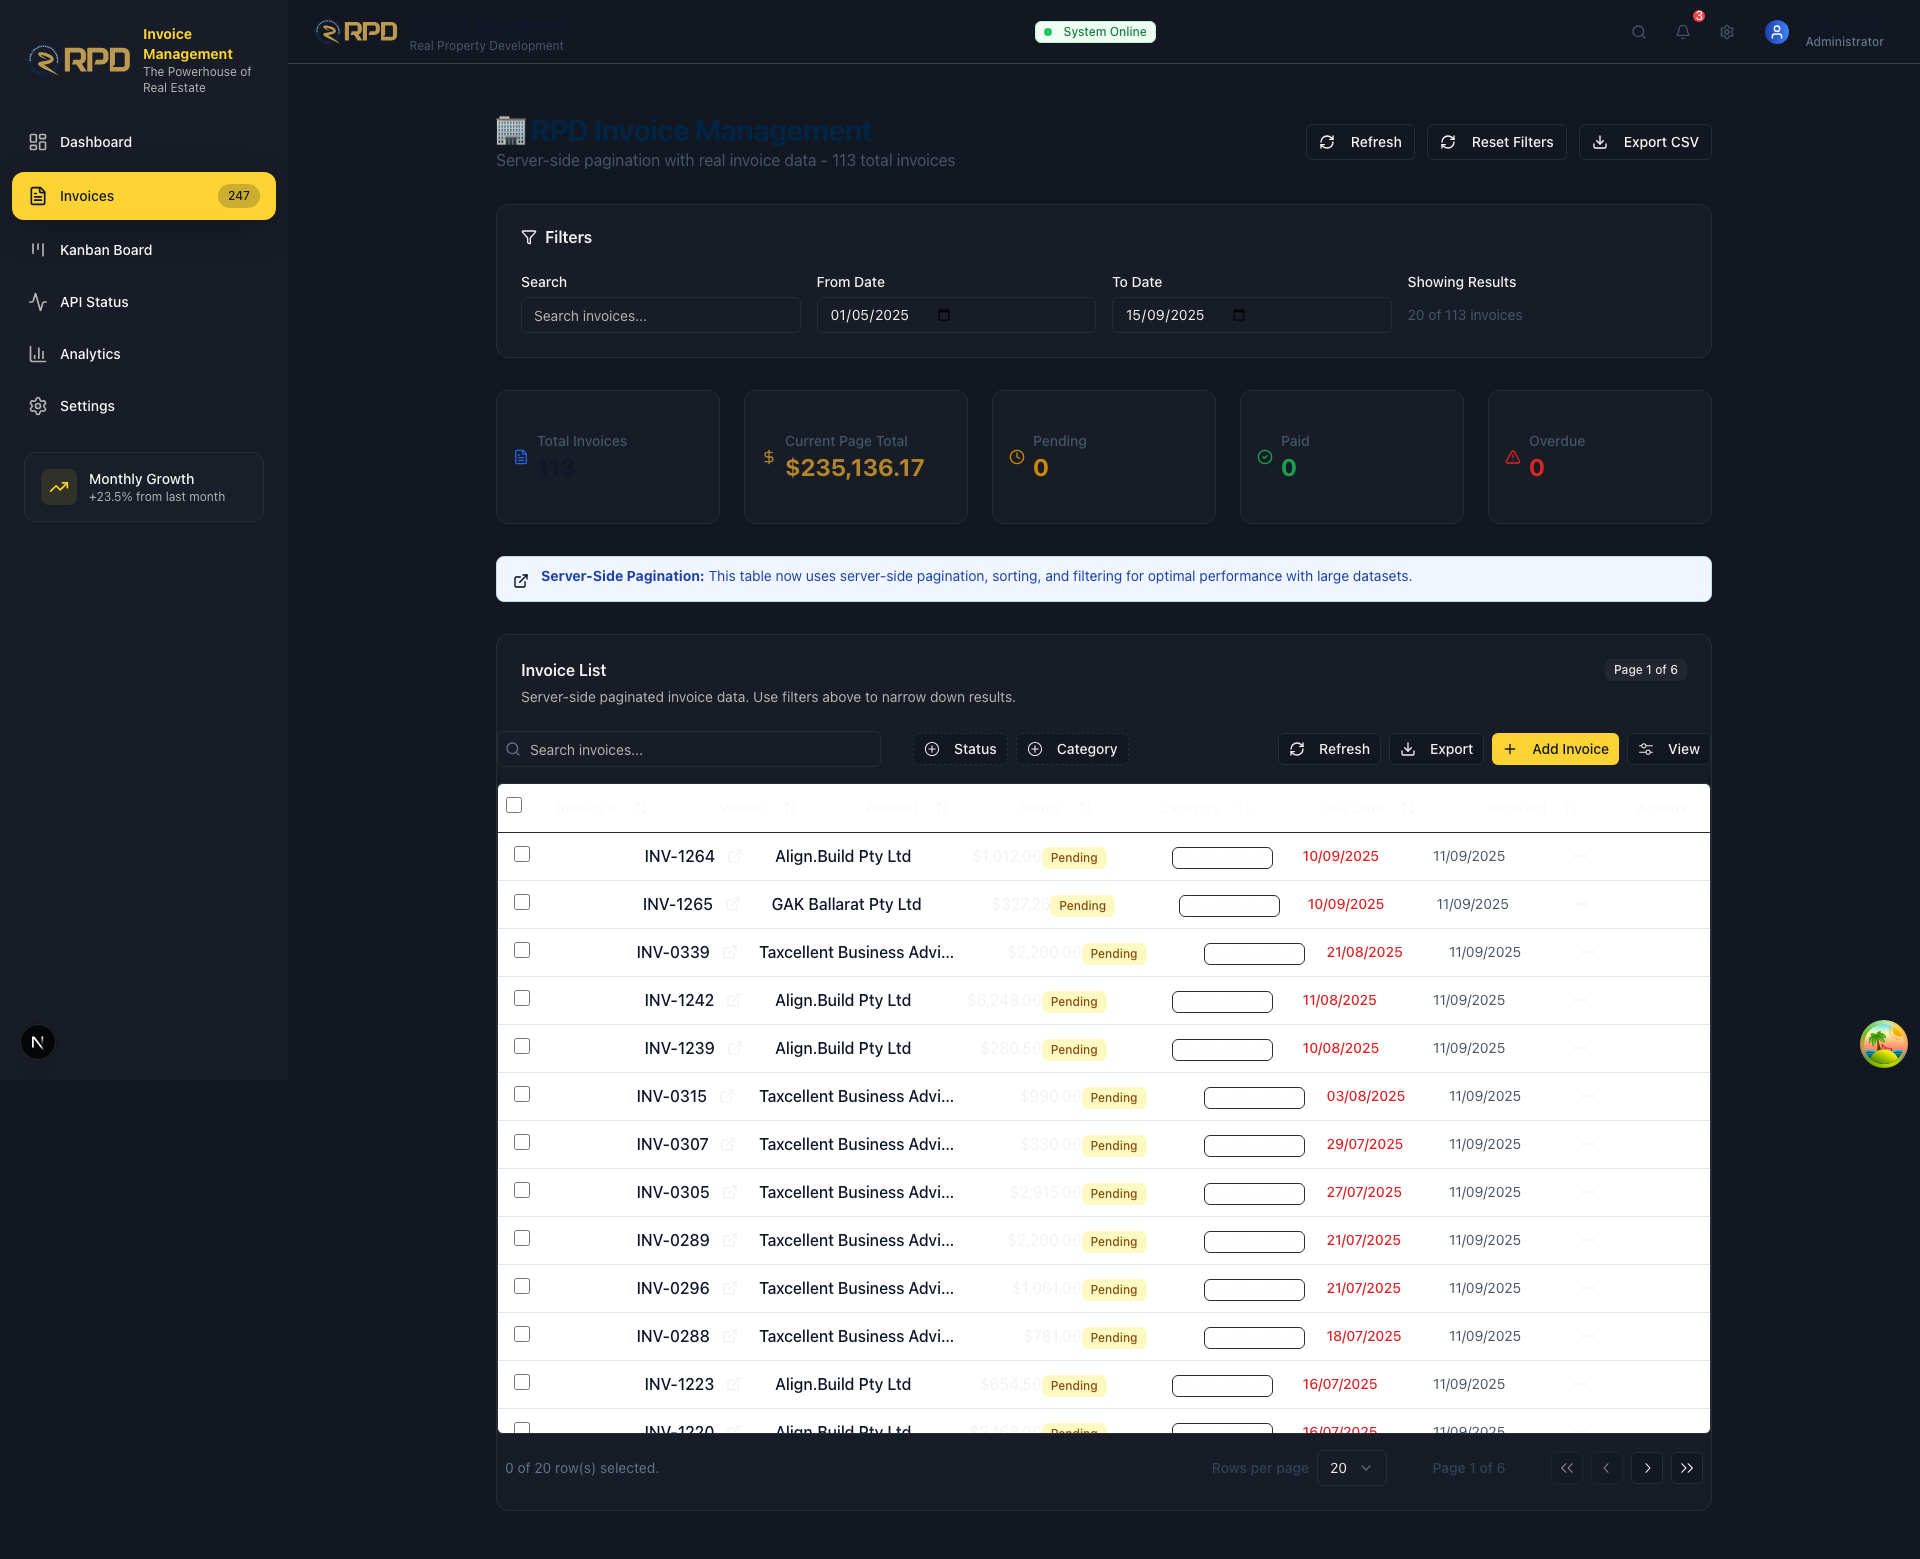 RPD
Invoice
Management
The Powerhouse of
Real Estate
Dashboard
Invoices 247
Kanban Board
API Status
Analytics
Settings
Monthly Growth
+23.5% from last month
N
RPD
Real Property Development
System Online
3
Administrator
RPD Invoice Management
Server-side pagination with real invoice data - 113 total invoices
Refresh Reset Filters Export CSV
Filters
Search From Date To Date Showing Results
Search invoices... 01/05/2025 15/09/2025 20 of 113 invoices
Total Invoices
113
Current Page Total
$235,136.17
Pending
0
Paid
0
Overdue
0
Server-Side Pagination: This table now uses server-side pagination, sorting, and filtering for optimal performance with large datasets.
Invoice List Page 1 of 6
Server-side paginated invoice data. Use filters above to narrow down results.
Search invoices... Status Category Refresh Export Add Invoice View
Invoice # Vendor Amount Status Category Due Date Received Actions
INV-1264 Align.Build Pty Ltd $1,012.00 Pending 10/09/2025 11/09/2025
INV-1265 GAK Ballarat Pty Ltd $327.25 Pending 10/09/2025 11/09/2025
INV-0339 Taxcellent Business Advi... $2,200.00 Pending 21/08/2025 11/09/2025
INV-1242 Align.Build Pty Ltd $6,248.00 Pending 11/08/2025 11/09/2025
INV-1239 Align.Build Pty Ltd $280.50 Pending 10/08/2025 11/09/2025
INV-0315 Taxcellent Business Advi... $990.00 Pending 03/08/2025 11/09/2025
INV-0307 Taxcellent Business Advi... $330.00 Pending 29/07/2025 11/09/2025
INV-0305 Taxcellent Business Advi... $2,915.00 Pending 27/07/2025 11/09/2025
INV-0289 Taxcellent Business Advi... $2,200.00 Pending 21/07/2025 11/09/2025
INV-0296 Taxcellent Business Advi... $1,001.00 Pending 21/07/2025 11/09/2025
INV-0288 Taxcellent Business Advi... $781.00 Pending 18/07/2025 11/09/2025
INV-1223 Align.Build Pty Ltd $654.50 Pending 16/07/2025 11/09/2025
INV-1220 Align.Build Pty Ltd $3,168.00 Pending 16/07/2025 11/09/2025
0 of 20 row(s) selected. Rows per page 20 Page 1 of 6